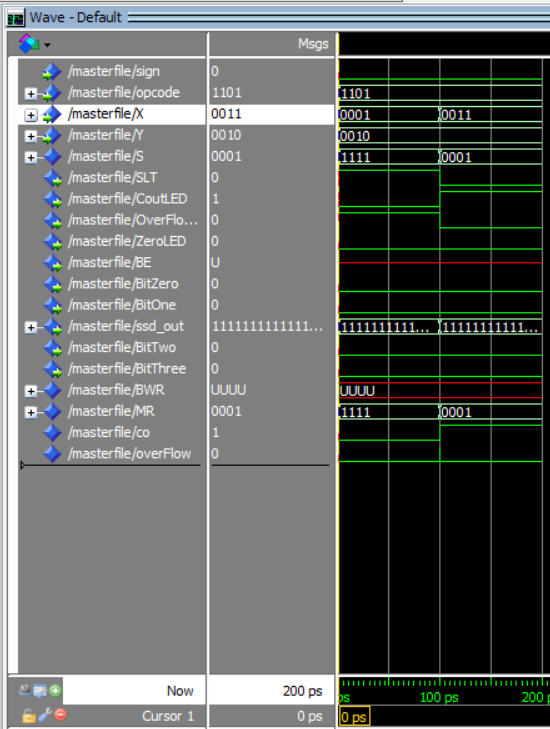 Wave - Default
Msgs
/masterfile/sign 0
/masterfile/opcode 1101 1101
/masterfile/X 0011 0001 0011
/masterfile/Y 0010 0010
/masterfile/S 0001 1111 0001
/masterfile/SLT 0
/masterfile/CoutLED 1
/masterfile/OverFlo... 0
/masterfile/ZeroLED 0
/masterfile/BE U
/masterfile/BitZero 0
/masterfile/BitOne 0
/masterfile/ssd_out 1111111111111... 1111111111... 11111111111...
/masterfile/BitTwo 0
/masterfile/BitThree 0
/masterfile/BWR UUUU UUUU
/masterfile/MR 0001 1111 0001
/masterfile/co 1
/masterfile/overFlow 0
Now 200 ps ps 100 ps 200
Cursor 1 0 ps 0 ps